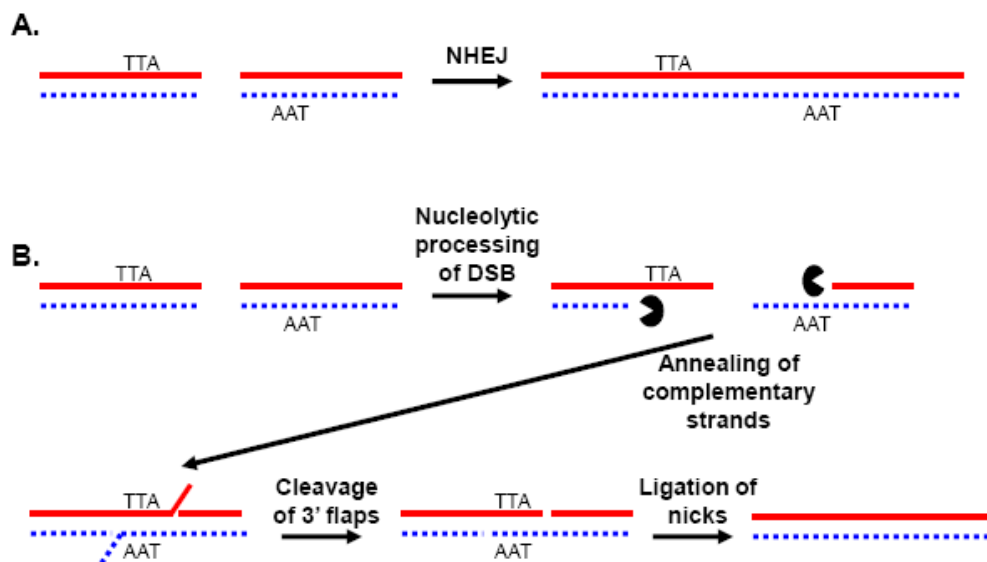 A.
TTA
NHEJ
TTA
AAT
AAT
B.
Nucleolytic
processing
of DSB
TTA
TTA
AAT
AAT
Annealing of
complementary
strands
TTA
Cleavage
of 3' flaps
TTA
Ligation of
nicks
AAT
AAT